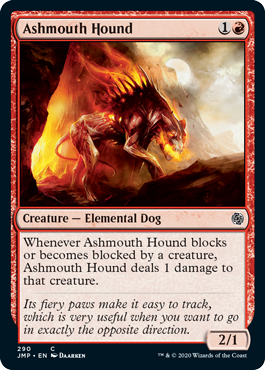 Ashmouth Hound 1
Creature — Elemental Dog
Whenever Ashmouth Hound blocks
or becomes blocked by a creature,
Ashmouth Hound deals 1 damage to
that creature.
Its fiery paws make it easy to track,
which is very useful when you want to go
in exactly the opposite direction.
2/1
290 C
JMP • EN Daarken
™ & © 2020 Wizards of the Coast